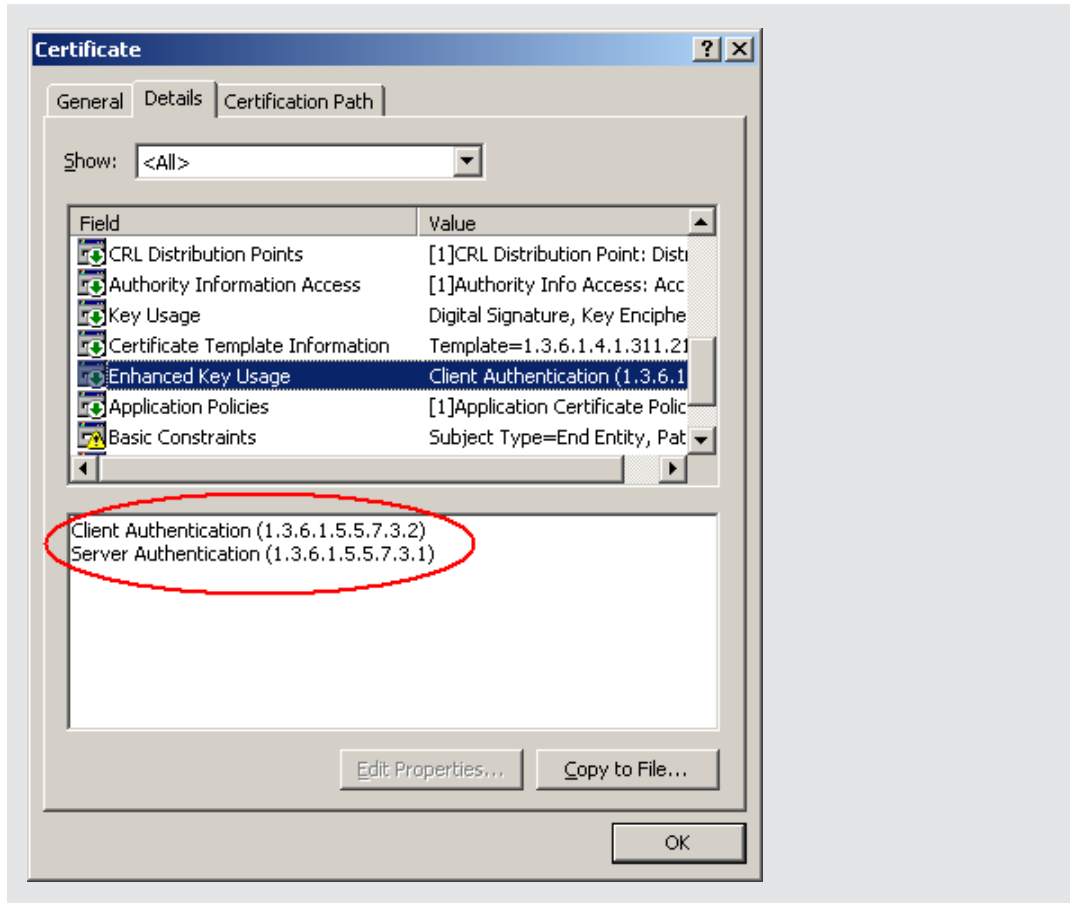 Certificate
General Details Certification Path
Show: <All>
Field Value
CRL Distribution Points [1]CRL Distribution Point: Distr
Authority Information Access [1]Authority Info Access: Acc
Key Usage Digital Signature, Key Enciphe
Certificate Template Information Template=1.3.6.1.4.1.311.21
Enhanced Key Usage Client Authentication (1.3.6.1
Application Policies [1]Application Certificate Polic
Basic Constraints Subject Type=End Entity, Pat
Client Authentication (1.3.6.1.5.5.7.3.2)
Server Authentication (1.3.6.1.5.5.7.3.1)
Edit Properties... Copy to File...
OK